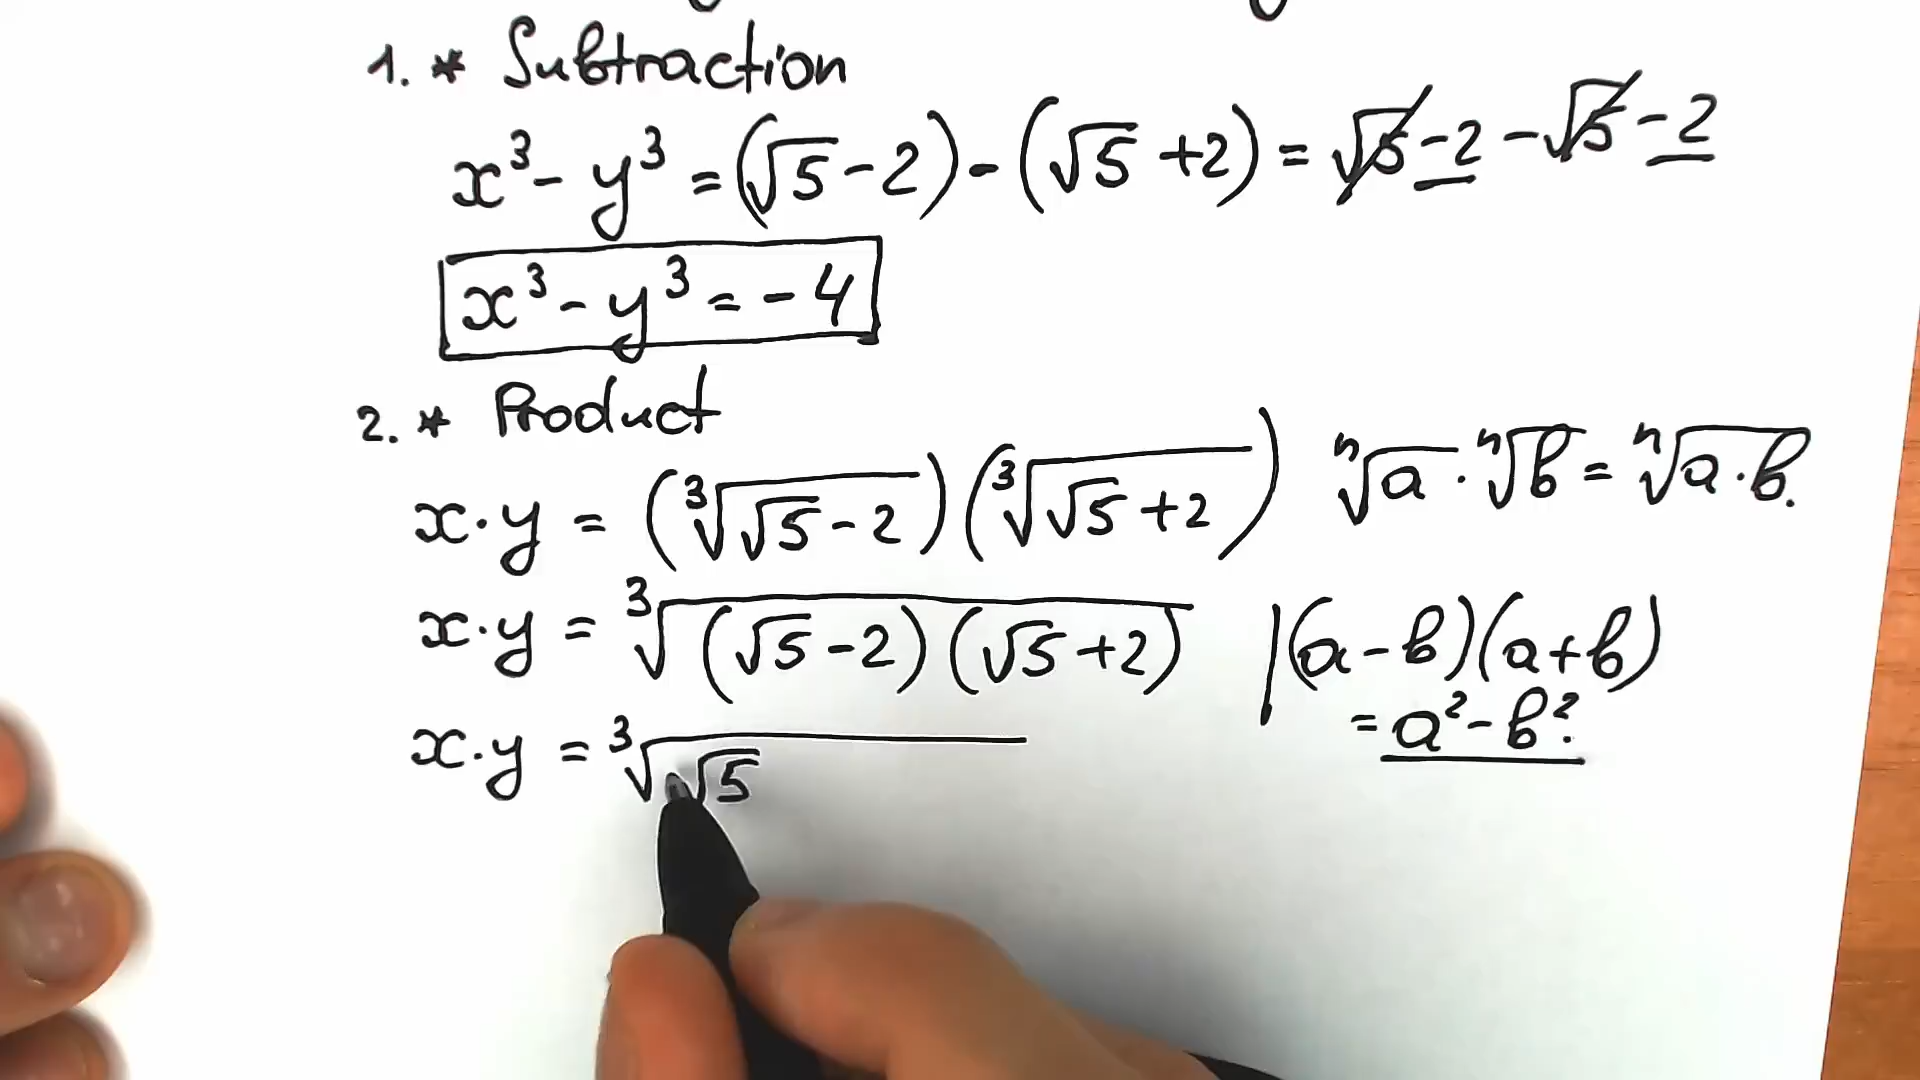 1. * Subtraction
x³ - y³ = (√5 - 2) - (√5 + 2) = √5 - 2 - √5 - 2
x³ - y³ = - 4
2. * Product
x · y = (∛(√5 - 2)) (∛(√5 + 2)) ⁿ√a · ⁿ√b = ⁿ√(a · b).
x · y = ∛((√5 - 2) (√5 + 2)) | (a - b)(a + b)
= a² - b².
x · y = ∛(√5